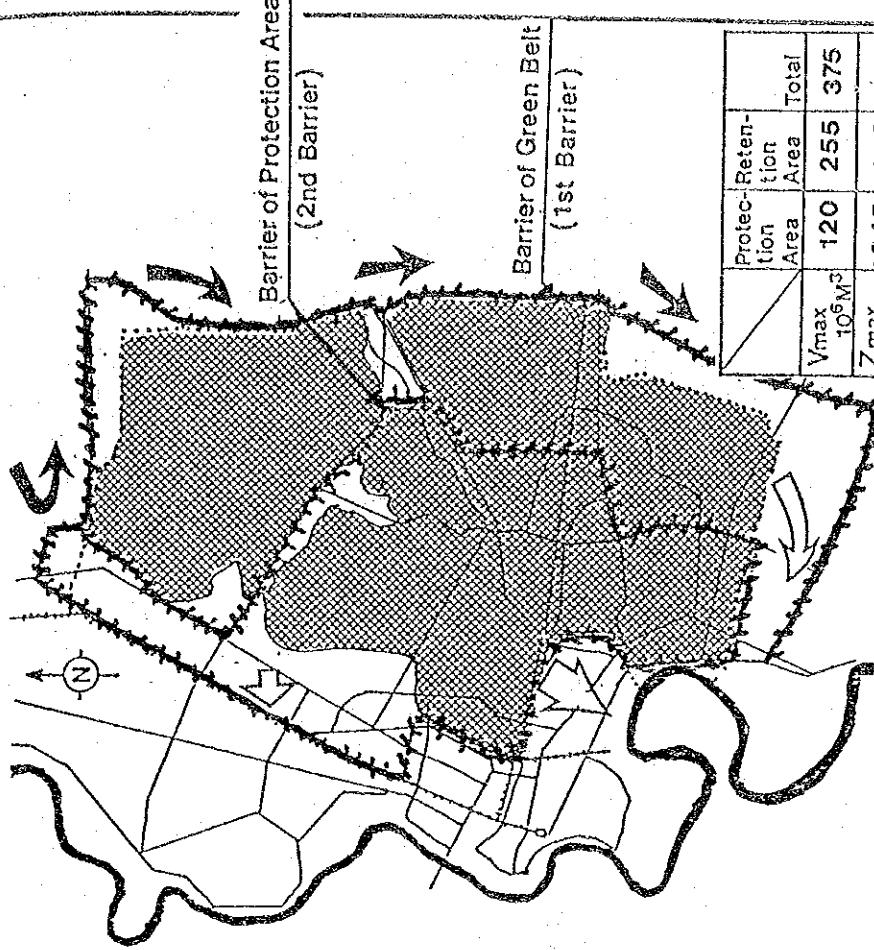 Barrier of Protection Area
(2nd Barrier)
Barrier of Green Belt
(1st Barrier)
N
Protec-
tion
Area
Reten-
tion
Area
Total
Vmax
10⁶M³
120
255
375
Zmax